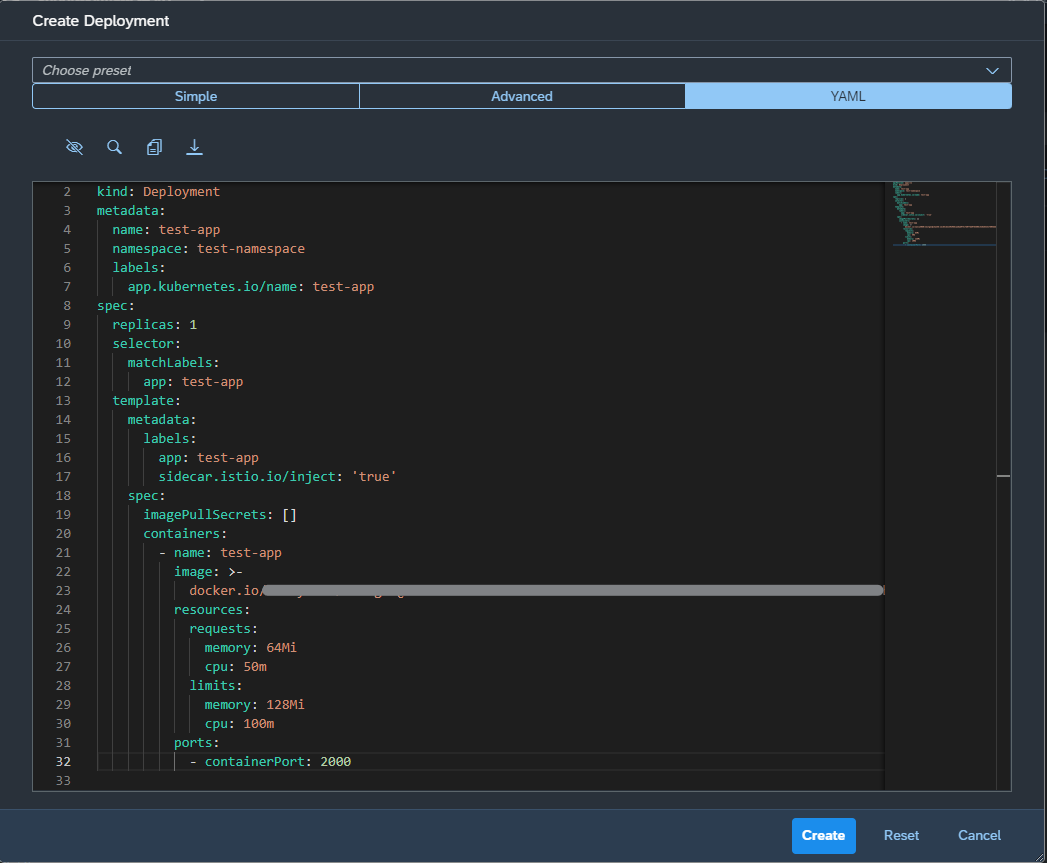 Create Deployment
Choose preset
Simple
Advanced
YAML
2 kind: Deployment
3 metadata:
4   name: test-app
5   namespace: test-namespace
6   labels:
7     app.kubernetes.io/name: test-app
8 spec:
9   replicas: 1
10   selector:
11     matchLabels:
12       app: test-app
13   template:
14     metadata:
15       labels:
16         app: test-app
17         sidecar.istio.io/inject: 'true'
18     spec:
19       imagePullSecrets: []
20       containers:
21         - name: test-app
22           image: >-
23             docker.io/
24           resources:
25             requests:
26               memory: 64Mi
27               cpu: 50m
28             limits:
29               memory: 128Mi
30               cpu: 100m
31           ports:
32             - containerPort: 2000
33
Create
Reset
Cancel